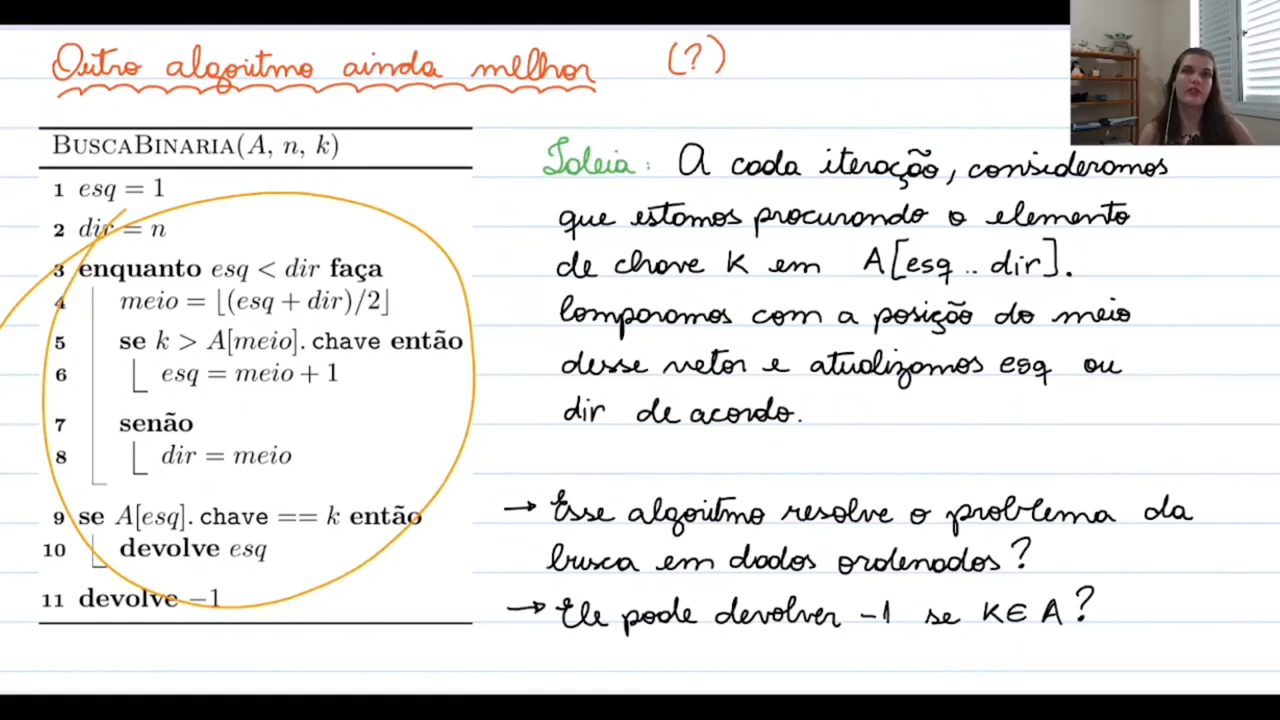 Outro algoritmo ainda melhor (?)
BUSCABINARIA(A, n, k)
1 esq = 1
2 dir = n
3 enquanto esq < dir faça
4 meio = ⌊(esq + dir)/2⌋
5 se k > A[meio].chave então
6 esq = meio + 1
7 senão
8 dir = meio
9 se A[esq].chave == k então
10 devolve esq
11 devolve −1
Ideia: A cada iteração, consideramos
que estamos procurando o elemento
de chave K em A[esq .. dir].
Comparamos com a posição do meio
desse vetor e atualizamos esq ou
dir de acordo.
→ Esse algoritmo resolve o problema da
busca em dados ordenados?
→ Ele pode devolver -1 se K ∈ A?